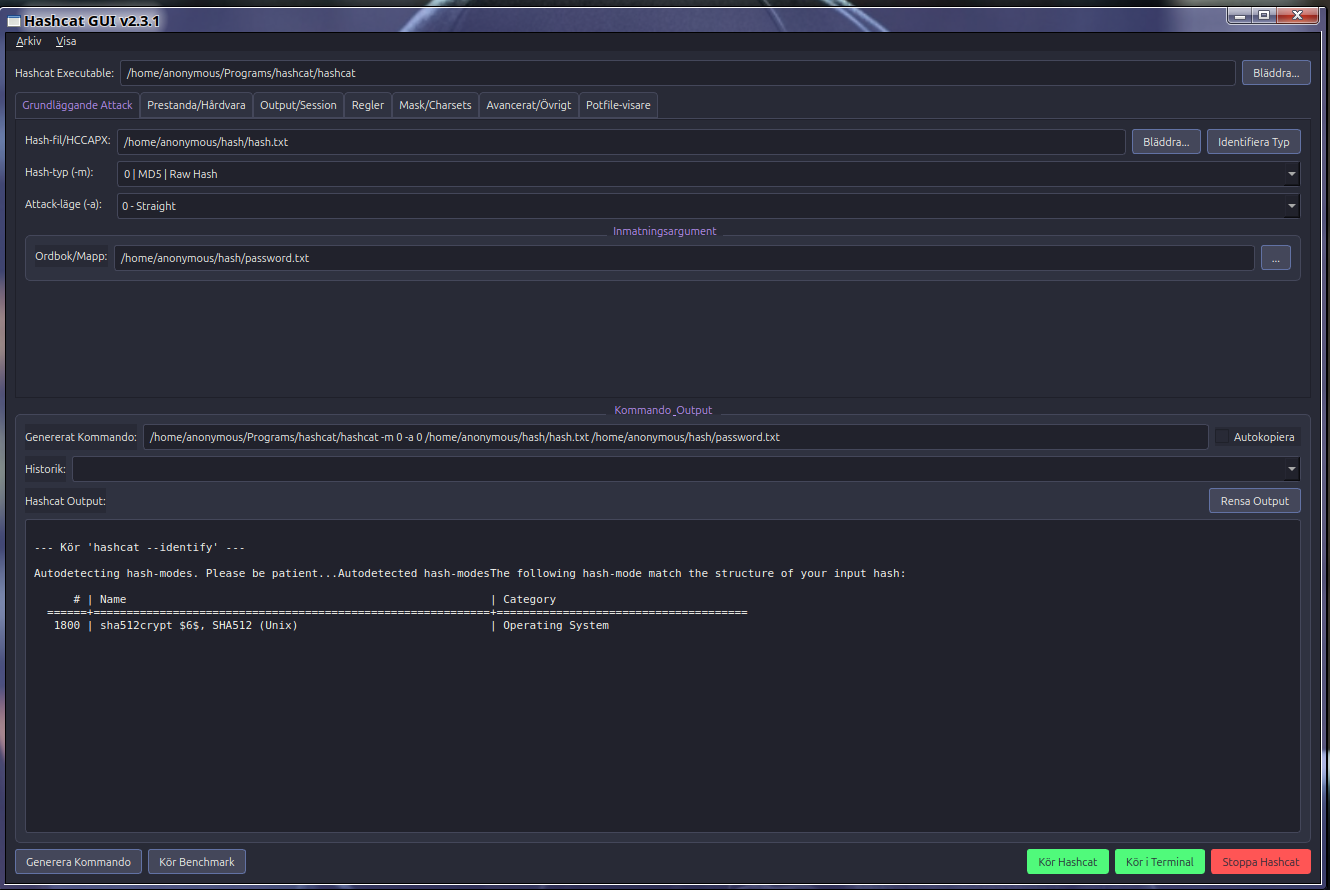 Hashcat GUI v2.3.1
Arkiv Visa
Hashcat Executable: /home/anonymous/Programs/hashcat/hashcat Bläddra...
Grundläggande Attack Prestanda/Hårdvara Output/Session Regler Mask/Charsets Avancerat/Övrigt Potfile-visare
Hash-fil/HCCAPX: /home/anonymous/hash/hash.txt Bläddra... Identifiera Typ
Hash-typ (-m): 0 | MD5 | Raw Hash
Attack-läge (-a): 0 - Straight
Inmatningsargument
Ordbok/Mapp: /home/anonymous/hash/password.txt ...
Kommando_Output
Genererat Kommando: /home/anonymous/Programs/hashcat/hashcat -m 0 -a 0 /home/anonymous/hash/hash.txt /home/anonymous/hash/password.txt Autokopiera
Historik:
Hashcat Output: Rensa Output
--- Kör 'hashcat --identify' ---
Autodetecting hash-modes. Please be patient...Autodetected hash-modesThe following hash-mode match the structure of your input hash:
# | Name | Category
======+============================================================+======================================
1800 | sha512crypt $6$, SHA512 (Unix) | Operating System
Generera Kommando Kör Benchmark Kör Hashcat Kör i Terminal Stoppa Hashcat